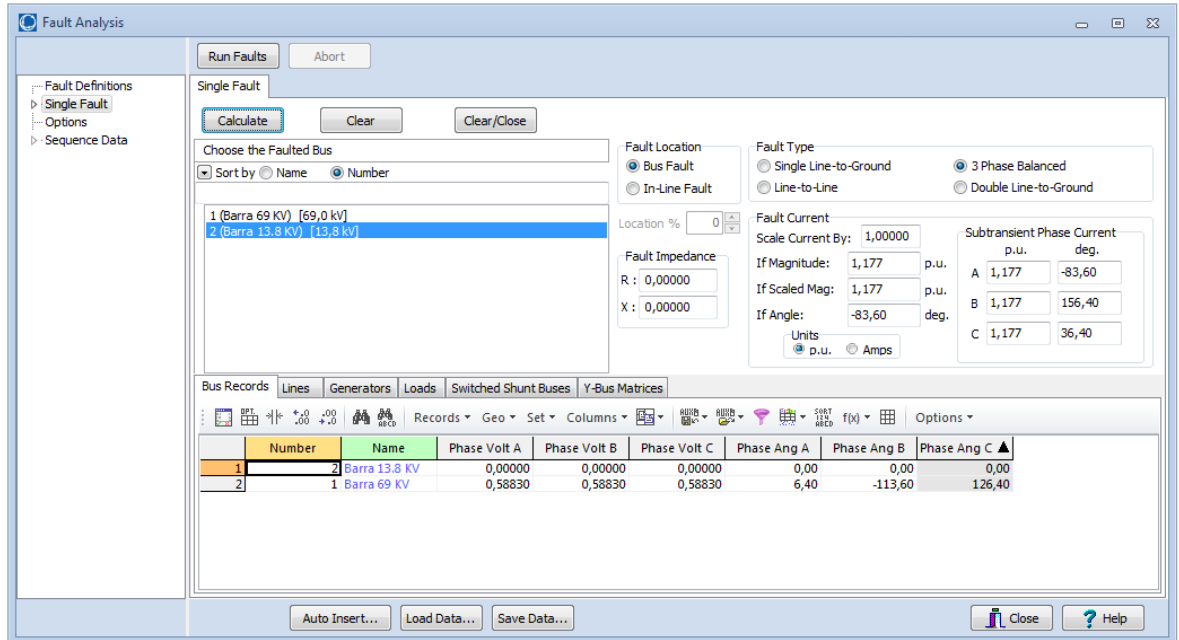 Fault Analysis
Run Faults Abort
Fault Definitions
Single Fault
Options
Sequence Data
Single Fault
Calculate Clear Clear/Close
Choose the Faulted Bus
Sort by Name Number
1 (Barra 69 KV) [69,0 kV]
2 (Barra 13.8 KV) [13,8 kV]
Fault Location
Bus Fault
In-Line Fault
Location % 0
Fault Impedance
R : 0,00000
X : 0,00000
Fault Type
Single Line-to-Ground 3 Phase Balanced
Line-to-Line Double Line-to-Ground
Fault Current
Scale Current By: 1,00000
If Magnitude: 1,177 p.u.
If Scaled Mag: 1,177 p.u.
If Angle: -83,60 deg.
Units
p.u. Amps
Subtransient Phase Current
p.u. deg.
A 1,177 -83,60
B 1,177 156,40
C 1,177 36,40
Bus Records Lines Generators Loads Switched Shunt Buses Y-Bus Matrices
Records Geo Set Columns f(x) Options
Number Name Phase Volt A Phase Volt B Phase Volt C Phase Ang A Phase Ang B Phase Ang C
1 2 Barra 13.8 KV 0,00000 0,00000 0,00000 0,00 0,00 0,00
2 1 Barra 69 KV 0,58830 0,58830 0,58830 6,40 -113,60 126,40
Auto Insert... Load Data... Save Data... Close Help